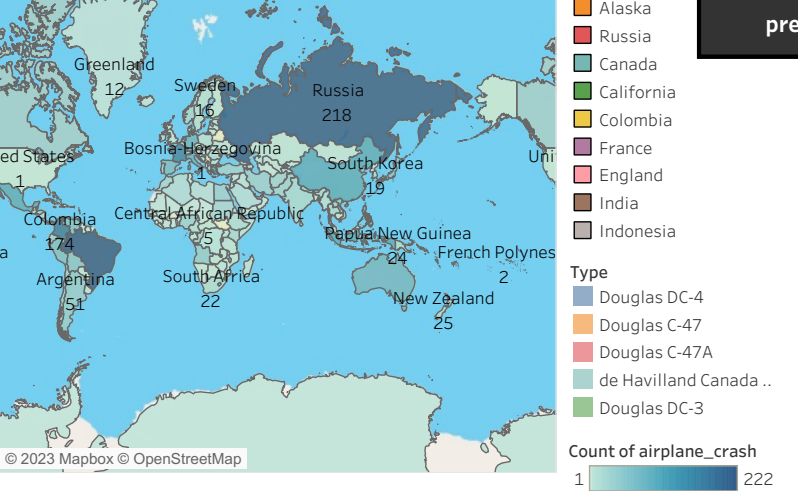 Greenland
12
Sweden
16
Russia
218
Bosnia-Herzegovina
1
ed States
1
South Korea
19
Colombia
174
Central African Republic
5
Papua New Guinea
24
a
French Polynes
2
Argentina
51
South Africa
22
New Zealand
25
Uni
© 2023 Mapbox © OpenStreetMap
Alaska
Russia
Canada
California
Colombia
France
England
India
Indonesia
Type
Douglas DC-4
Douglas C-47
Douglas C-47A
de Havilland Canada ..
Douglas DC-3
Count of airplane_crash
1 222
pre